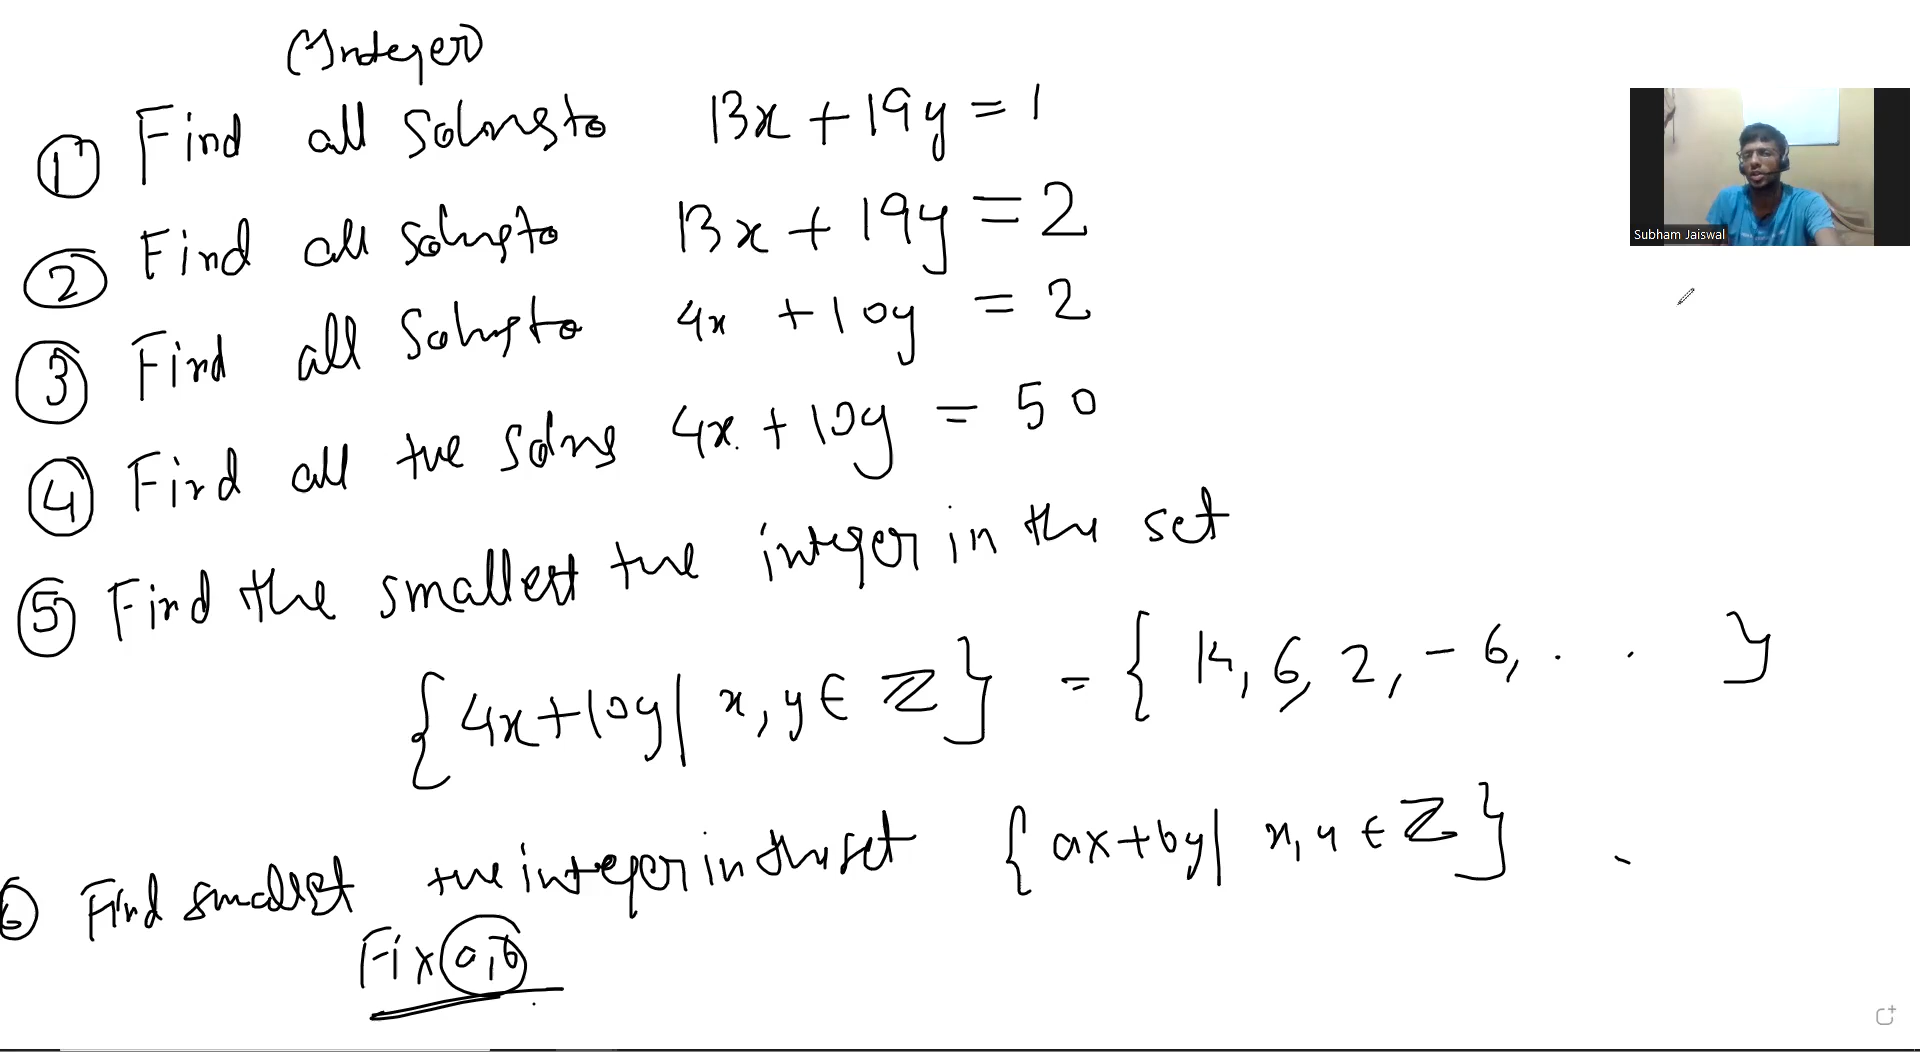 (Integer)
① Find all solns to 13x + 19y = 1
② Find all solns to 13x + 19y = 2
③ Find all solns to 4x + 10y = 2
④ Find all +ve solns 4x + 10y = 50
⑤ Find the smallest +ve integer in the set
{4x+10y | x, y ∈ ℤ} = { 14, 6, 2, -6, . . }
⑥ Find smallest +ve integer in the set {ax+by | x, y ∈ ℤ} .
Fix a, b
Subham Jaiswal